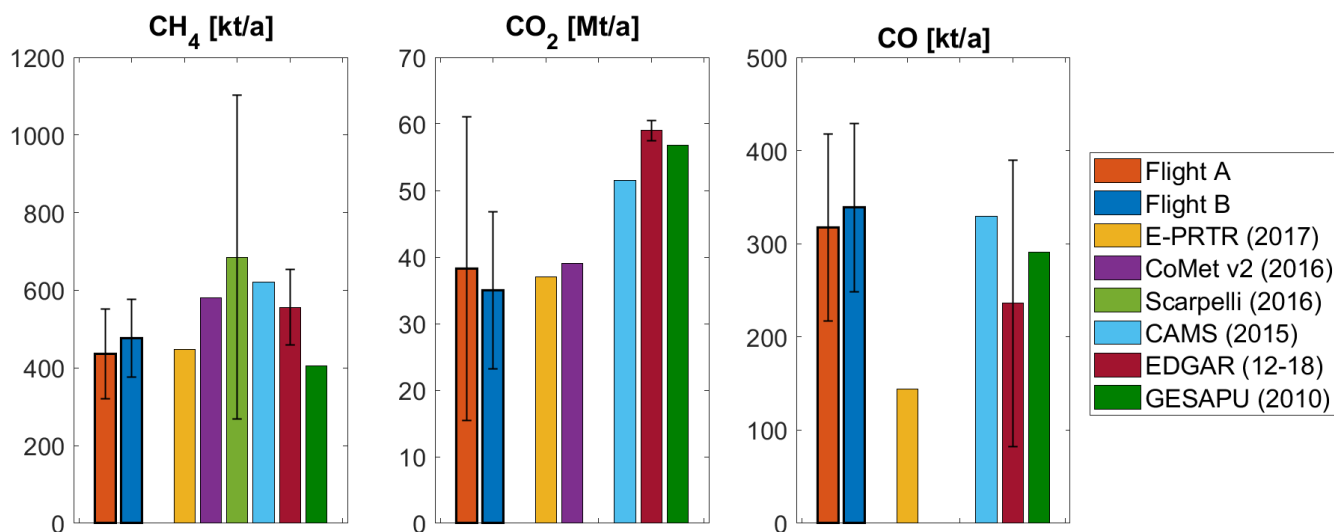 CH₄ [kt/a]
1200
1000
800
600
400
200
0
CO₂ [Mt/a]
70
60
50
40
30
20
10
0
CO [kt/a]
500
400
300
200
100
0
Flight A
Flight B
E-PRTR (2017)
CoMet v2 (2016)
Scarpelli (2016)
CAMS (2015)
EDGAR (12-18)
GESAPU (2010)